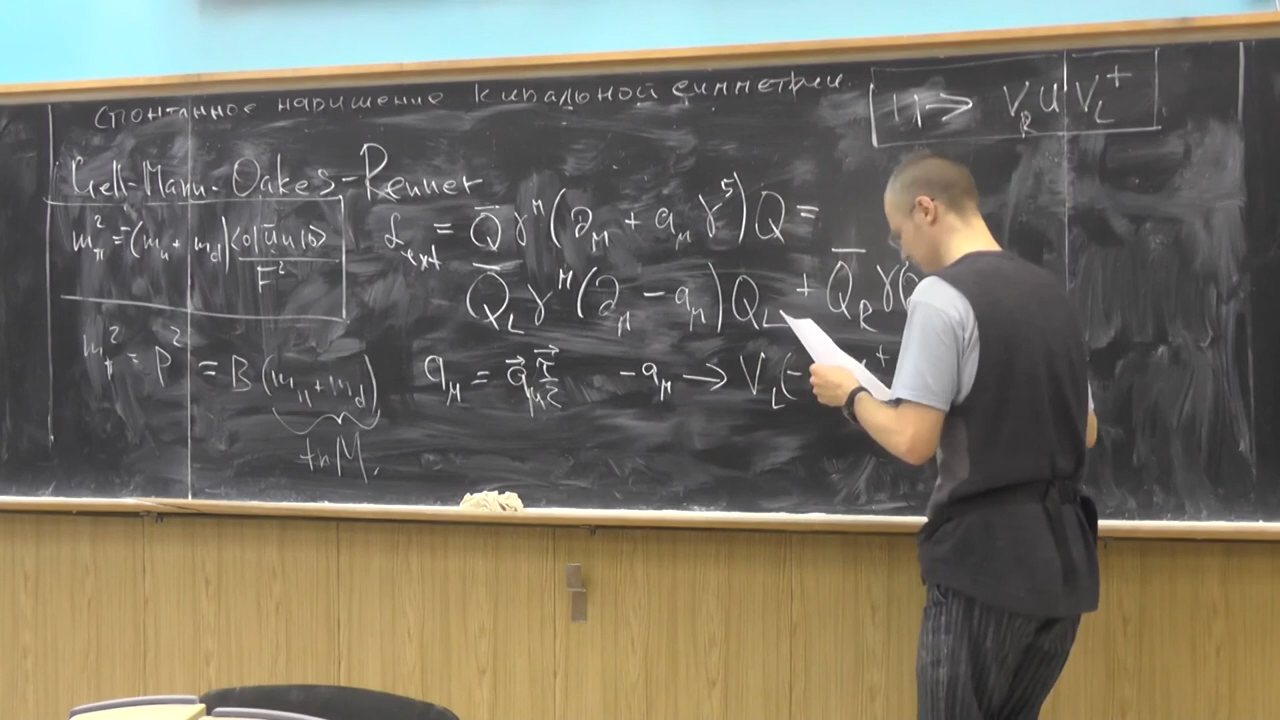 спонтанное нарушение киральной симметрии
U → V_R U V_L^+
Gell-Mann-Oakes-Renner
m_π^2 = -(m_u + m_d) <0|ūu|0> / F^2
L_ext = Q̄ γ^μ (∂_μ + a_μ γ^5) Q =
Q̄_L γ^μ (∂_μ - a_μ) Q_L + Q̄_R γ(
m_π^2 = p^2 = B (m_u + m_d)
tr M.
a_μ = a⃗_μ τ⃗/2 -a_μ → V_L (-